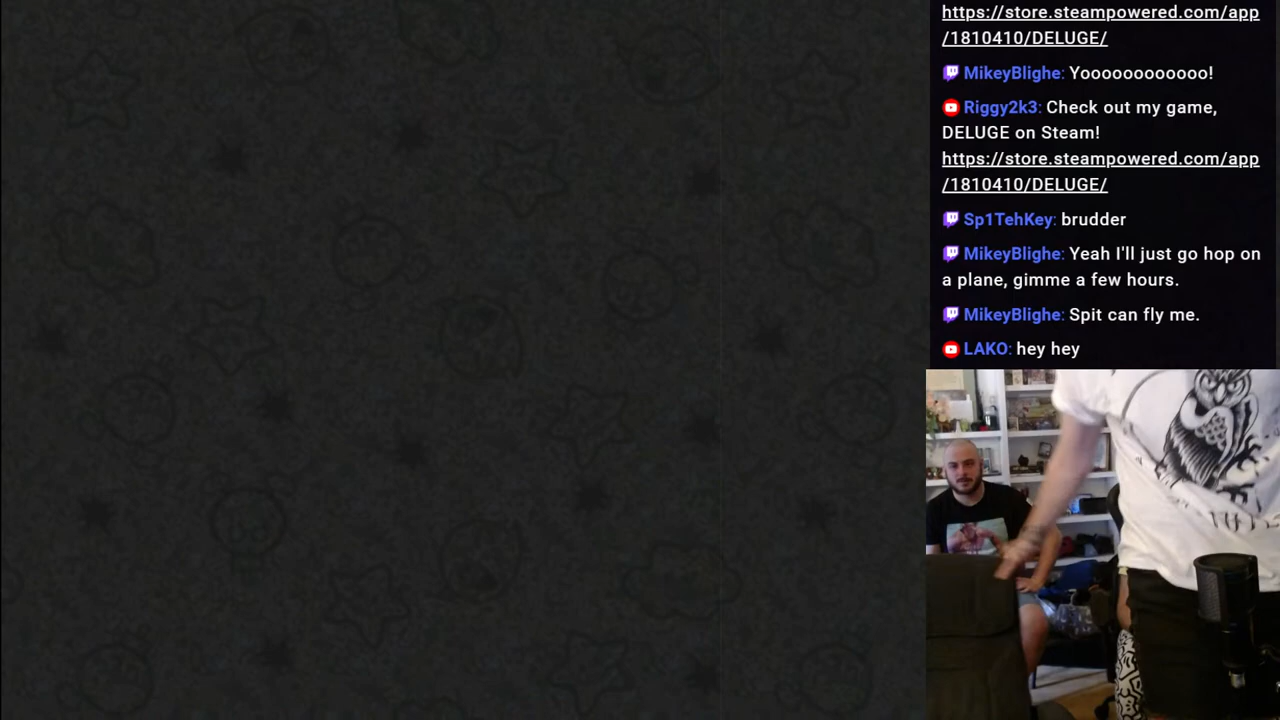 https://store.steampowered.com/app
/1810410/DELUGE/
MikeyBlighe: Yoooooooooooo!
Riggy2k3: Check out my game,
DELUGE on Steam!
https://store.steampowered.com/app
/1810410/DELUGE/
Sp1TehKey: brudder
MikeyBlighe: Yeah I'll just go hop on
a plane, gimme a few hours.
MikeyBlighe: Spit can fly me.
LAKO: hey hey